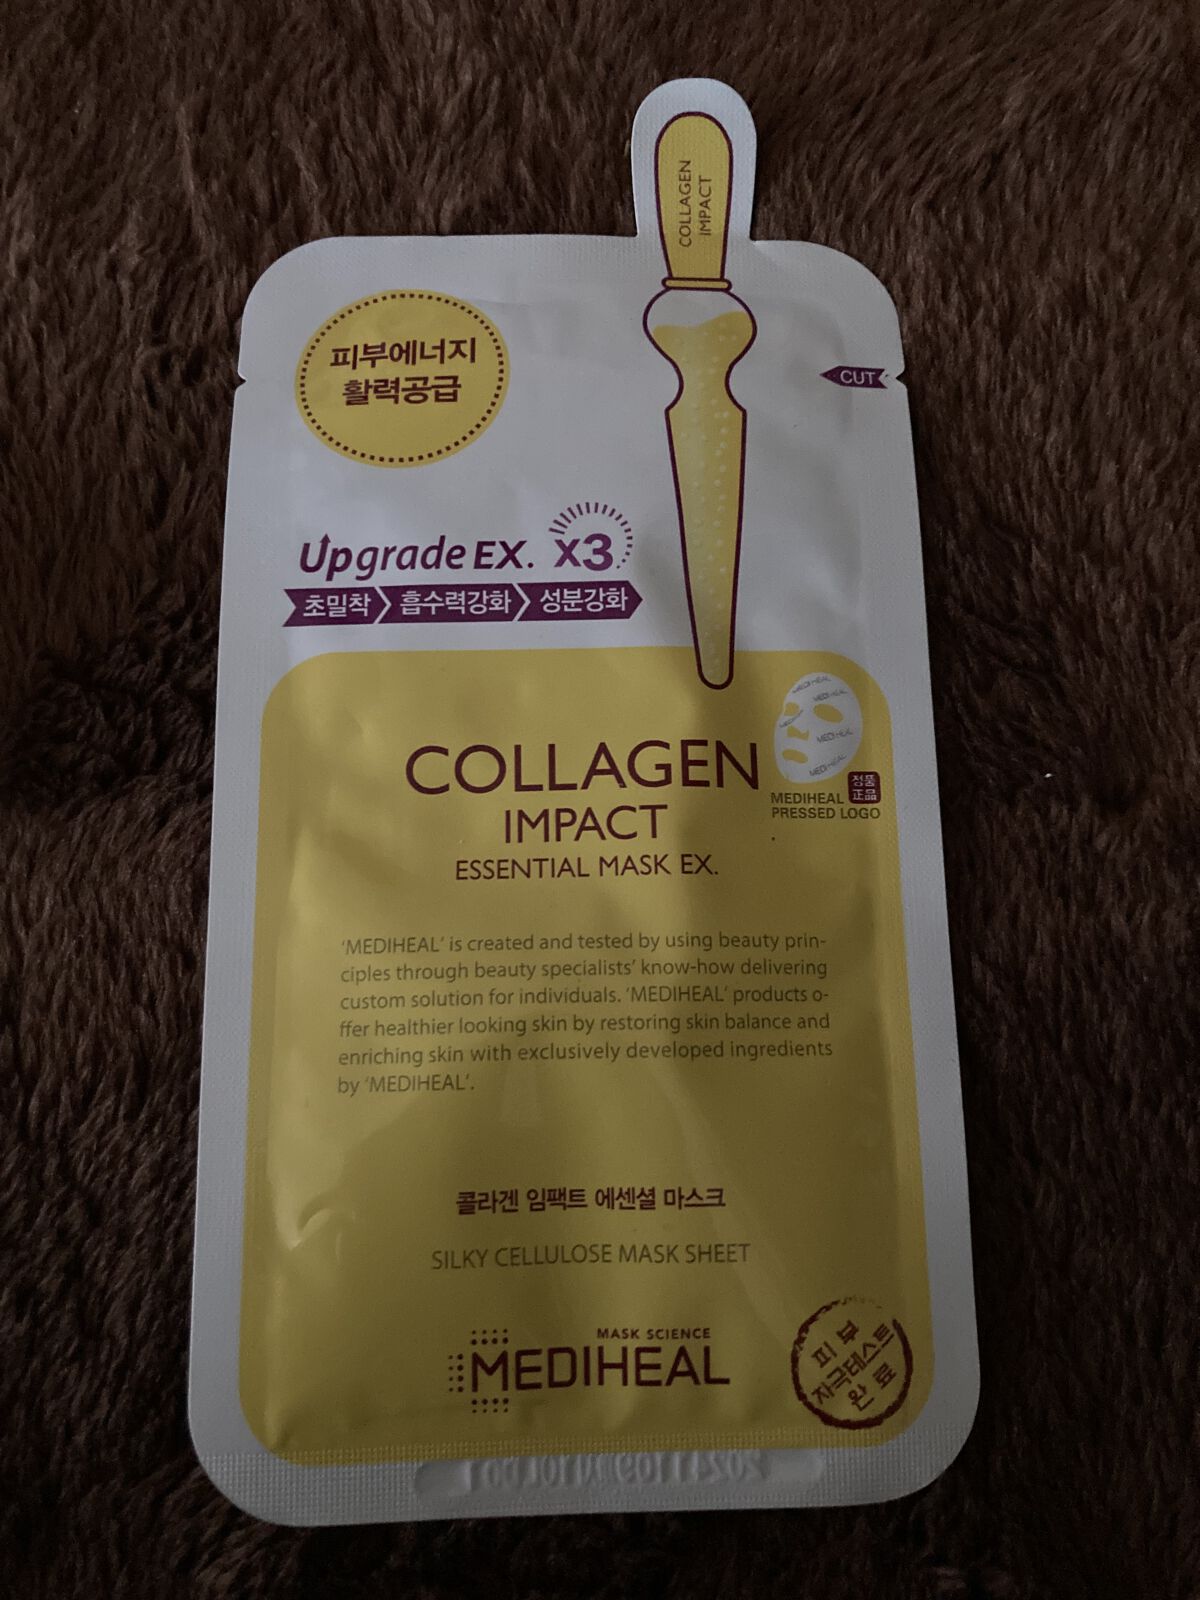 COLLAGEN
IMPACT
피부에너지
활력공급
CUT
Upgrade EX. x3
초밀착 흡수력강화 성분강화
MEDIHEAL
MEDIHEAL
MEDIHEAL
MEDIHEAL
MEDIHEAL
정품
正品
MEDIHEAL
PRESSED LOGO
COLLAGEN
IMPACT
ESSENTIAL MASK EX.
'MEDIHEAL' is created and tested by using beauty prin-
ciples through beauty specialists' know-how delivering
custom solution for individuals. 'MEDIHEAL' products o-
ffer healthier looking skin by restoring skin balance and
enriching skin with exclusively developed ingredients
by 'MEDIHEAL'.
콜라겐 임팩트 에센셜 마스크
SILKY CELLULOSE MASK SHEET
MASK SCIENCE
MEDIHEAL
피부
자극테스트
완료